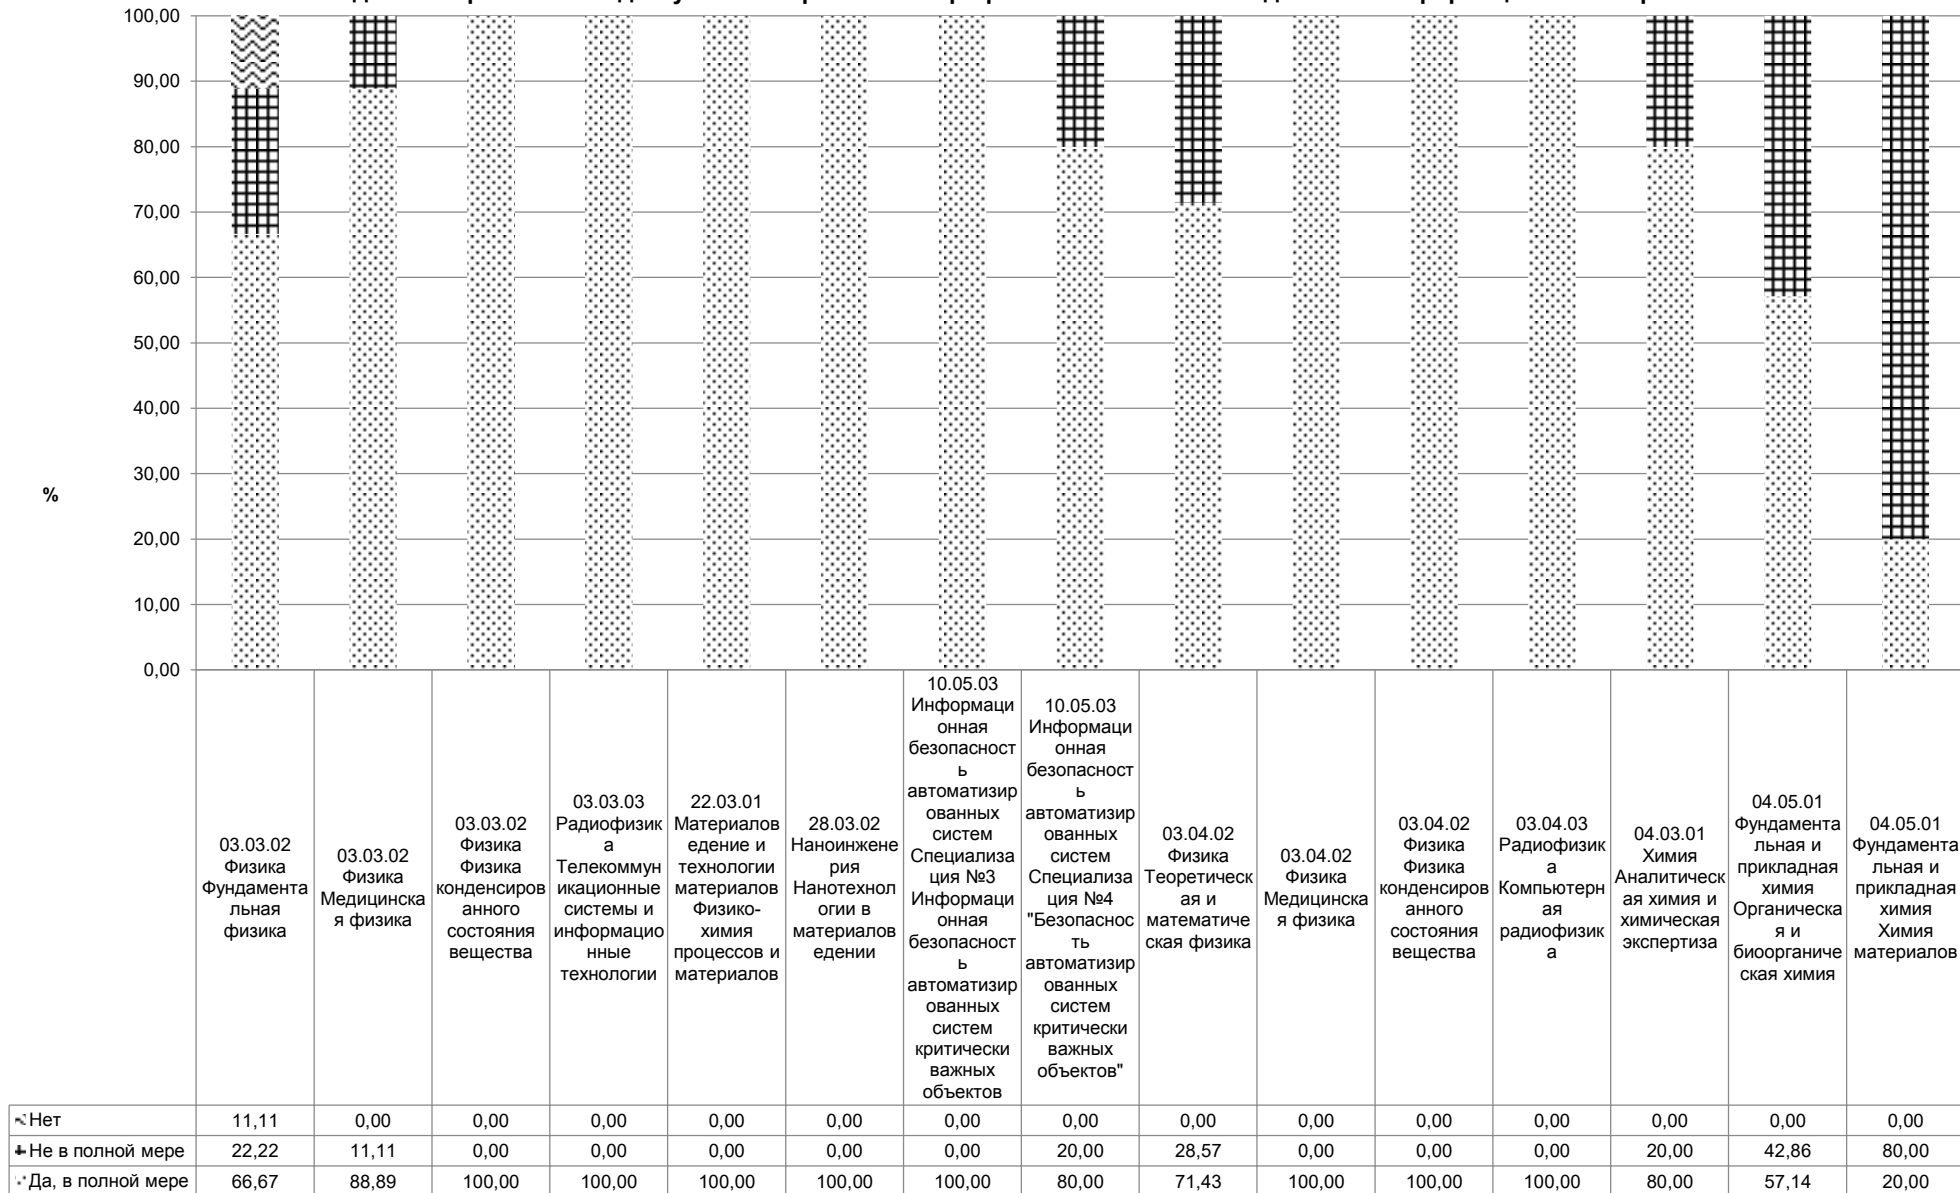 100,00
90,00
80,00
70,00
60,00
50,00
40,00
30,00
20,00
10,00
0,00
%
03.03.02
Физика
Фундамента
льная
физика
03.03.02
Физика
Медицинска
я физика
03.03.02
Физика
Физика
конденсиров
анного
состояния
вещества
03.03.03
Радиофизик
а
Телекоммун
икационные
системы и
информацио
нные
технологии
22.03.01
Материалов
едение и
технологии
материалов
Физико-
химия
процессов и
материалов
28.03.02
Наноинжене
рия
Нанотехнол
огии в
материалов
едении
10.05.03
Информаци
онная
безопасност
ь
автоматизир
ованных
систем
Специализа
ция №3
Информаци
онная
безопасност
ь
автоматизир
ованных
систем
критически
важных
объектов
10.05.03
Информаци
онная
безопасност
ь
автоматизир
ованных
систем
Специализа
ция №4
"Безопаснос
ть
автоматизир
ованных
систем
критически
важных
объектов"
03.04.02
Физика
Теоретическ
ая и
математиче
ская физика
03.04.02
Физика
Медицинска
я физика
03.04.02
Физика
Физика
конденсиров
анного
состояния
вещества
03.04.03
Радиофизик
а
Компьютерн
ая
радиофизик
а
04.03.01
Химия
Аналитическ
ая химия и
химическая
экспертиза
04.05.01
Фундамента
льная и
прикладная
химия
Органическа
я и
биоорганиче
ская химия
04.05.01
Фундамента
льная и
прикладная
химия
Химия
материалов
Нет 11,11 0,00 0,00 0,00 0,00 0,00 0,00 0,00 0,00 0,00 0,00 0,00 0,00 0,00 0,00
Не в полной мере 22,22 11,11 0,00 0,00 0,00 0,00 0,00 20,00 28,57 0,00 0,00 0,00 20,00 42,86 80,00
Да, в полной мере 66,67 88,89 100,00 100,00 100,00 100,00 100,00 80,00 71,43 100,00 100,00 100,00 80,00 57,14 20,00